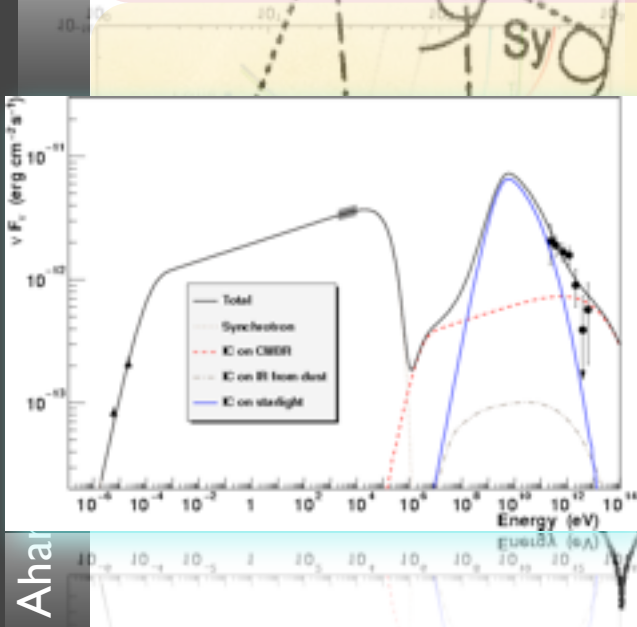 Sy
ν Fᵥ (erg cm⁻² s⁻¹)
10⁻¹¹
10⁻¹²
10⁻¹³
Total
Synchrotron
IC on CMBR
IC on IR from dust
IC on starlight
10⁻⁶ 10⁻⁴ 10⁻² 1 10² 10⁴ 10⁶ 10⁸ 10¹⁰ 10¹² 10¹⁴
Energy (eV)
Ahar